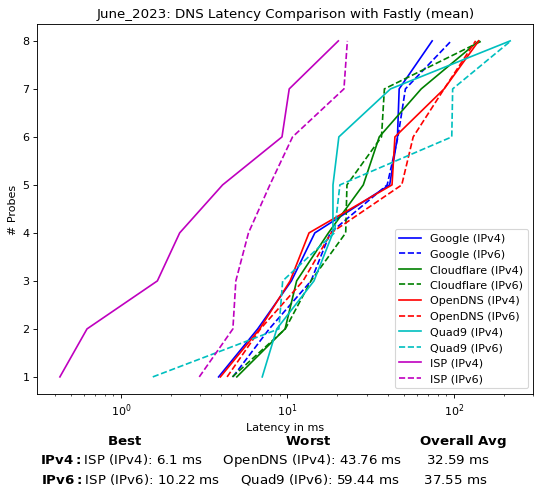 June_2023: DNS Latency Comparison with Fastly (mean)
8
7
6
5
4
3
2
1
# Probes
Google (IPv4)
Google (IPv6)
Cloudflare (IPv4)
Cloudflare (IPv6)
OpenDNS (IPv4)
OpenDNS (IPv6)
Quad9 (IPv4)
Quad9 (IPv6)
ISP (IPv4)
ISP (IPv6)
10⁰ 10¹ 10²
Latency in ms
Best Worst Overall Avg
IPv4: ISP (IPv4): 6.1 ms OpenDNS (IPv4): 43.76 ms 32.59 ms
IPv6: ISP (IPv6): 10.22 ms Quad9 (IPv6): 59.44 ms 37.55 ms